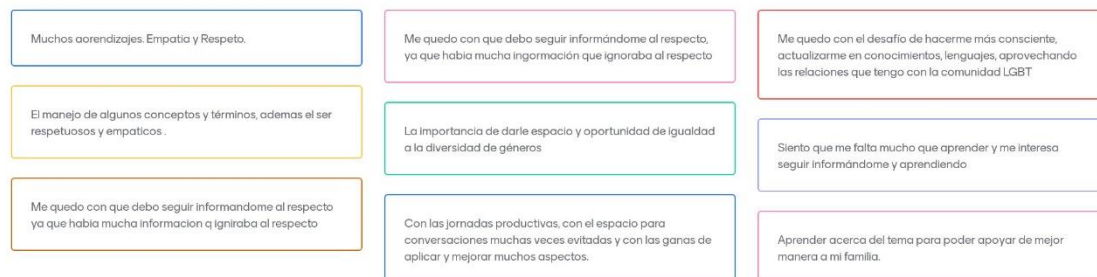 Muchos aorendizajes. Empatia y Respeto.
El manejo de algunos conceptos y términos, ademas el ser
respetuosos y empaticos .
Me quedo con que debo seguir informandome al respecto
ya que habia mucha informacion q igniraba al respecto
Me quedo con que debo seguir informándome al respecto,
ya que habia mucha ingormación que ignoraba al respecto
La importancia de darle espacio y oportunidad de igualdad
a la diversidad de géneros
Con las jornadas productivas, con el espacio para
conversaciones muchas veces evitadas y con las ganas de
aplicar y mejorar muchos aspectos.
Me quedo con el desafío de hacerme más consciente,
actualizarme en conocimientos, lenguajes, aprovechando
las relaciones que tengo con la comunidad LGBT
Siento que me falta mucho que aprender y me interesa
seguir informándome y aprendiendo
Aprender acerca del tema para poder apoyar de mejor
manera a mi familia.